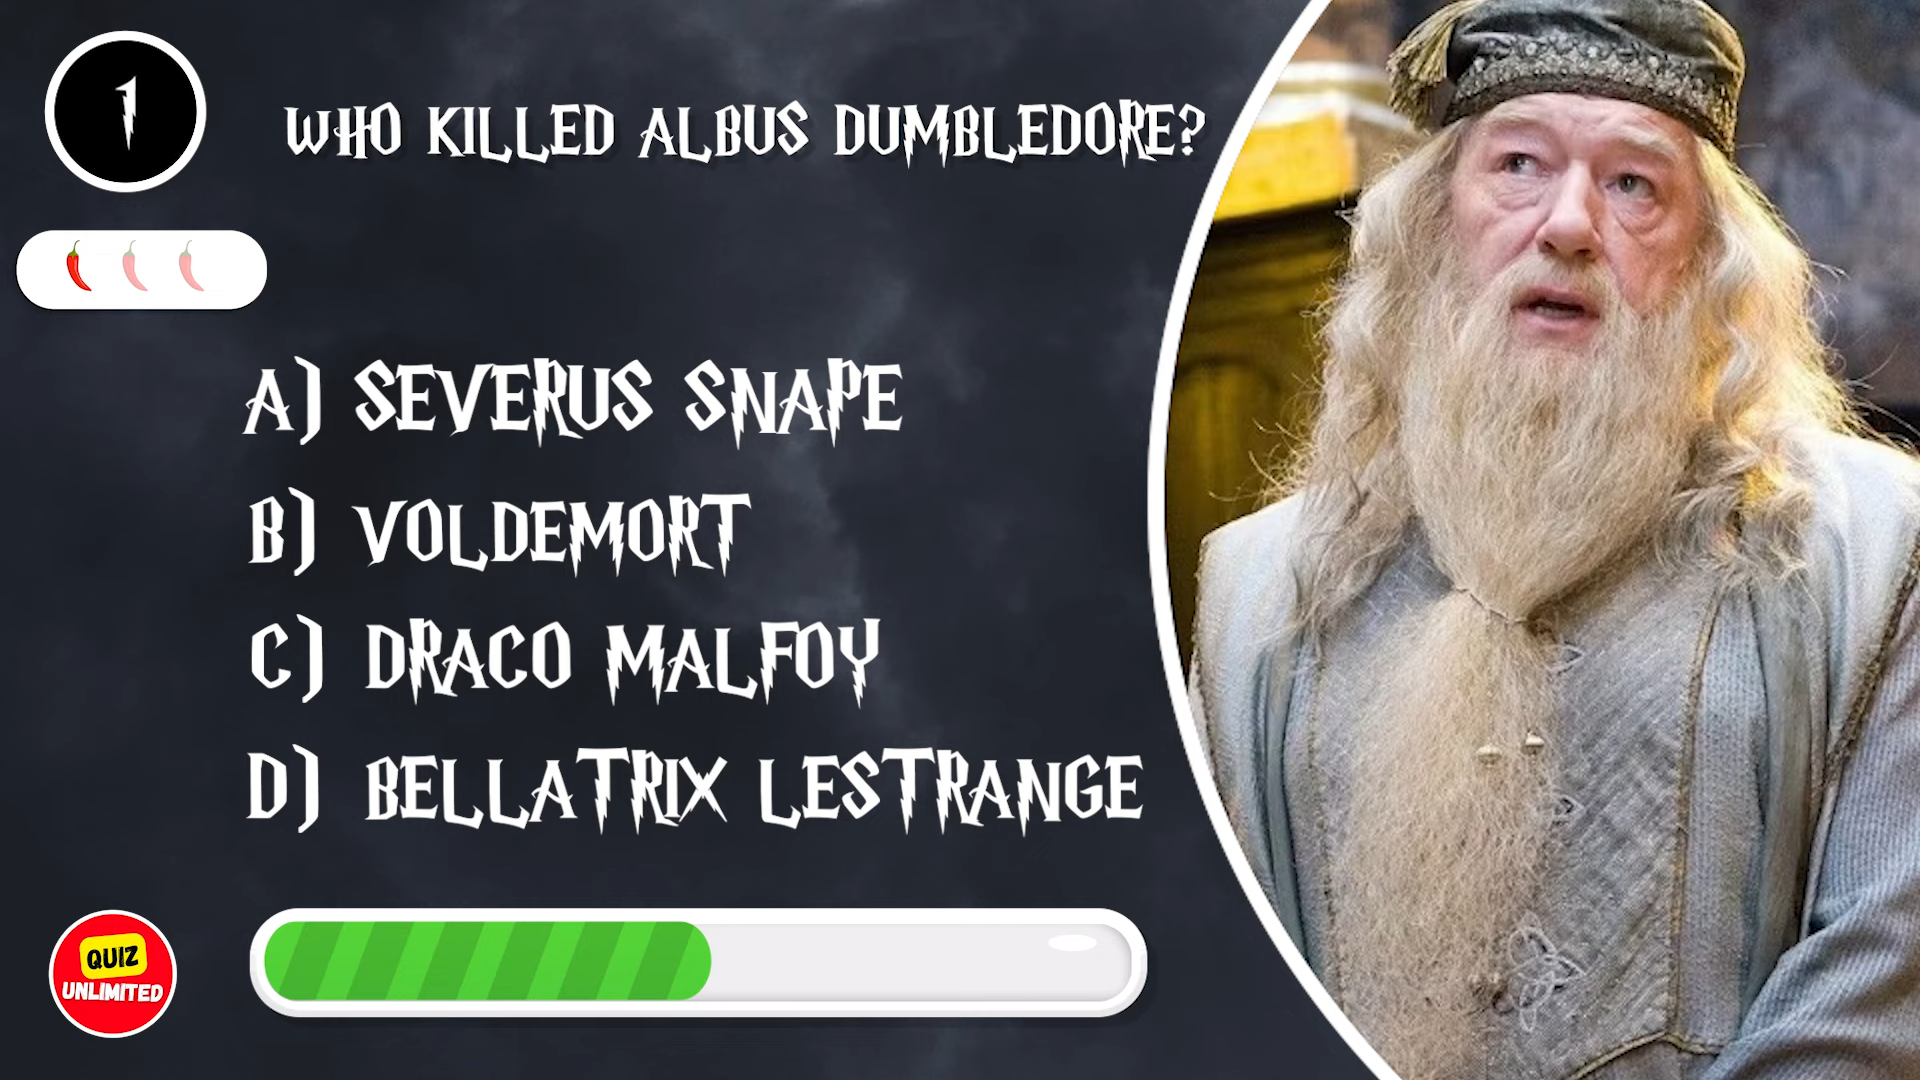 1
WHO KILLED ALBUS DUMBLEDORE?
A) SEVERUS SNAPE
B) VOLDEMORT
C) DRACO MALFOY
D) BELLATRIX LESTRANGE
QUIZ
UNLIMITED